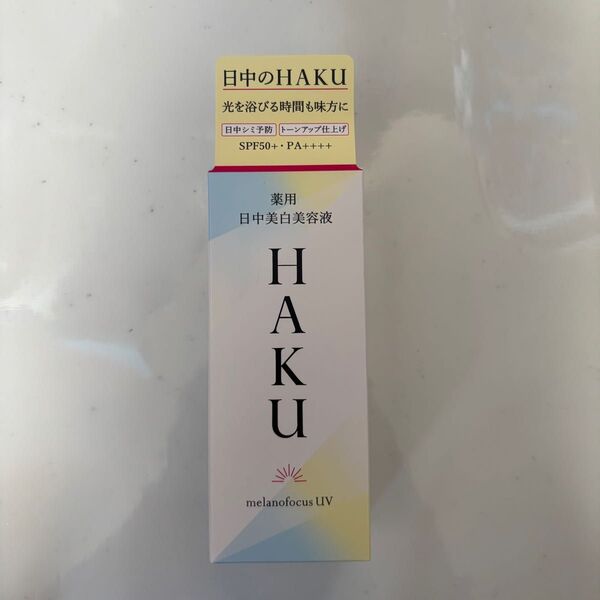 日中のHAKU
光を浴びる時間も味方に
日中シミ予防 トーンアップ仕上げ
SPF50+・PA++++
薬用
日中美白美容液
HAKU
melanofocus UV